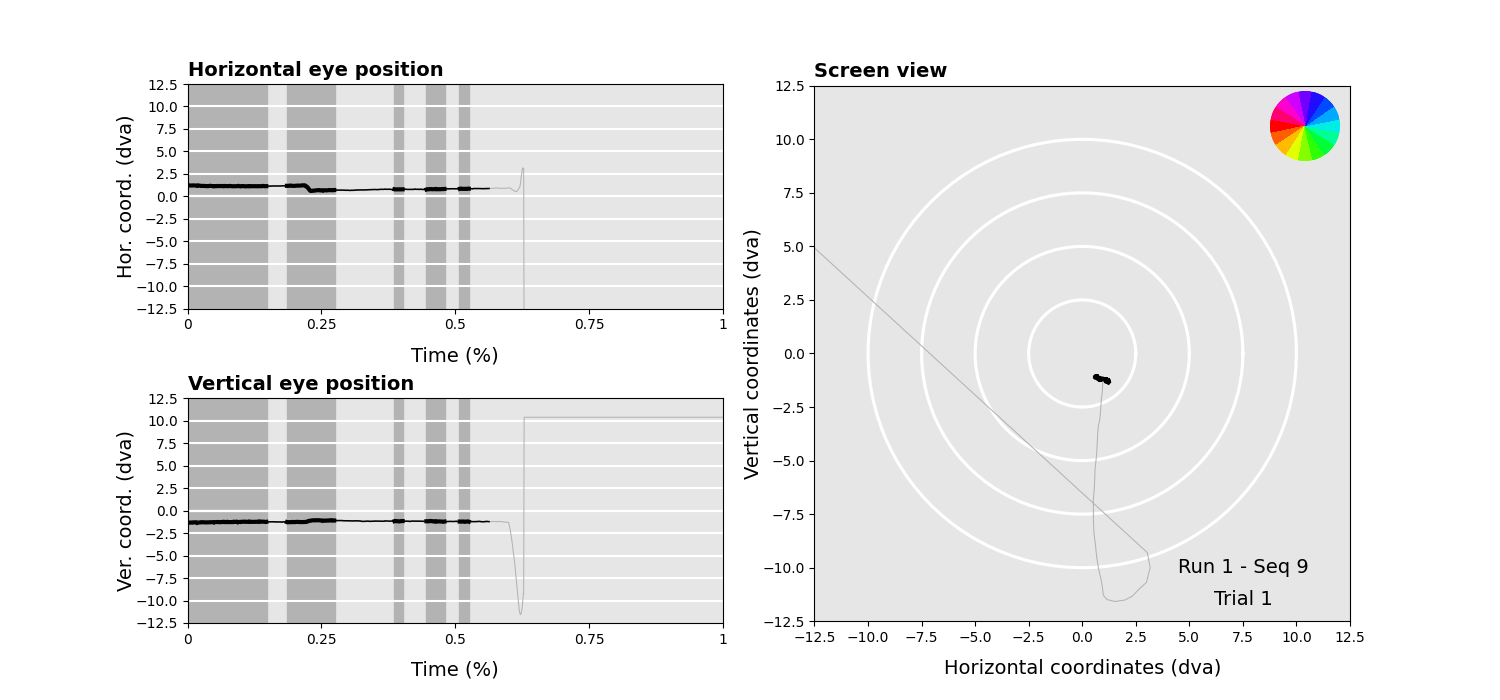 Horizontal eye position
12.5
10.0
7.5
5.0
2.5
0.0
−2.5
−5.0
−7.5
−10.0
−12.5
Hor. coord. (dva)
0 0.25 0.5 0.75 1
Time (%)
Vertical eye position
12.5
10.0
7.5
5.0
2.5
0.0
−2.5
−5.0
−7.5
−10.0
−12.5
Ver. coord. (dva)
0 0.25 0.5 0.75 1
Time (%)
Screen view
12.5
10.0
7.5
5.0
2.5
0.0
−2.5
−5.0
−7.5
−10.0
−12.5
Vertical coordinates (dva)
Run 1 - Seq 9
Trial 1
−12.5 −10.0 −7.5 −5.0 −2.5 0.0 2.5 5.0 7.5 10.0 12.5
Horizontal coordinates (dva)